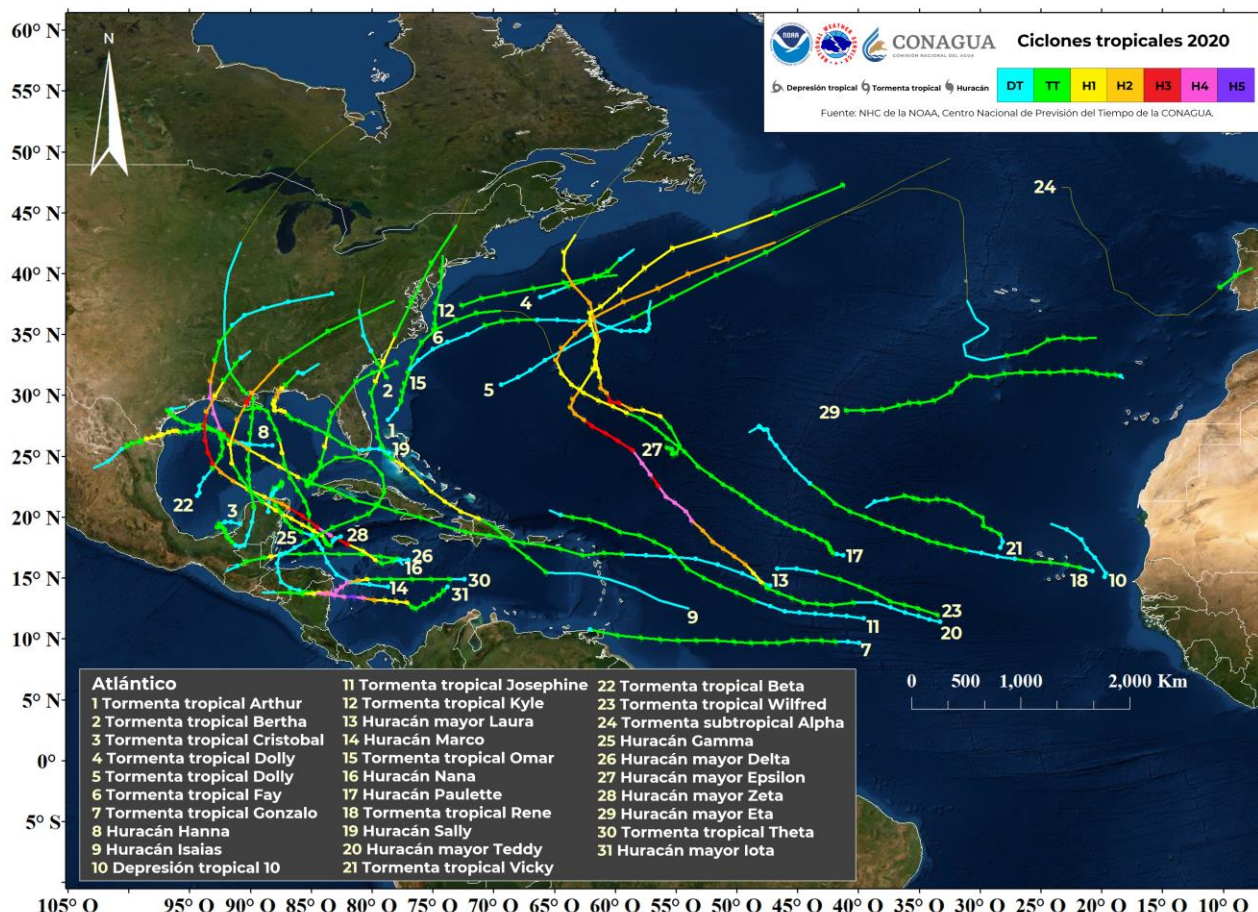 60° N
55° N
50° N
45° N
40° N
35° N
30° N
25° N
20° N
15° N
10° N
5° N
0°
5° S
N
NOAA
NATIONAL WEATHER SERVICE
CONAGUA
COMISIÓN NACIONAL DEL AGUA
Ciclones tropicales 2020
Depresión tropical Tormenta tropical Huracán
DT TT H1 H2 H3 H4 H5
Fuente: NHC de la NOAA, Centro Nacional de Previsión del Tiempo de la CONAGUA.
24
12
4
6
2
15
5
29
1
8
19
27
22
3
25
28
26
16
17
21
18
10
14
30
13
31
9
11
23
20
7
0 500 1,000 2,000 Km
Atlántico
1 Tormenta tropical Arthur
2 Tormenta tropical Bertha
3 Tormenta tropical Cristobal
4 Tormenta tropical Dolly
5 Tormenta tropical Dolly
6 Tormenta tropical Fay
7 Tormenta tropical Gonzalo
8 Huracán Hanna
9 Huracán Isaias
10 Depresión tropical 10
11 Tormenta tropical Josephine
12 Tormenta tropical Kyle
13 Huracán mayor Laura
14 Huracán Marco
15 Tormenta tropical Omar
16 Huracán Nana
17 Huracán Paulette
18 Tormenta tropical Rene
19 Huracán Sally
20 Huracán mayor Teddy
21 Tormenta tropical Vicky
22 Tormenta tropical Beta
23 Tormenta tropical Wilfred
24 Tormenta subtropical Alpha
25 Huracán Gamma
26 Huracán mayor Delta
27 Huracán mayor Epsilon
28 Huracán mayor Zeta
29 Huracán mayor Eta
30 Tormenta tropical Theta
31 Huracán mayor Iota
105° O 95° O 90° O 85° O 80° O 75° O 70° O 65° O 60° O 55° O 50° O 45° O 40° O 35° O 30° O 25° O 20° O 15° O 10° O